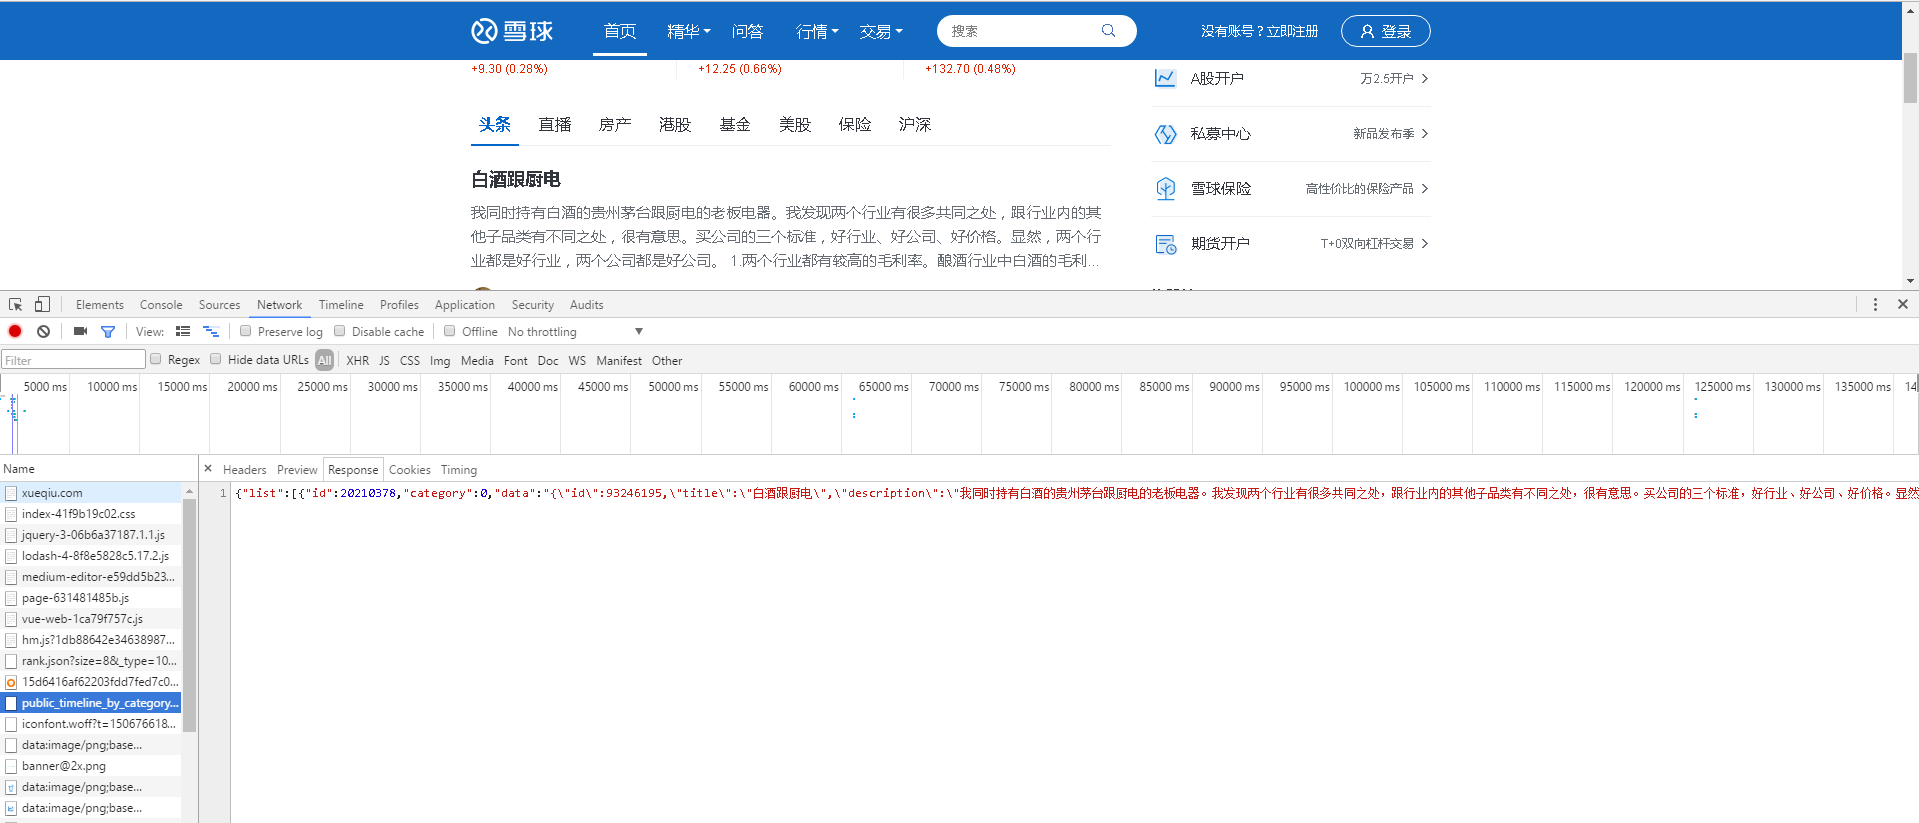 雪球 首页 精华 问答 行情 交易 搜索 没有账号？立即注册 登录
+9.30 (0.28%) +12.25 (0.66%) +132.70 (0.48%)
A股开户 万2.5开户
头条 直播 房产 港股 基金 美股 保险 沪深
私募中心 新品发布季
白酒跟厨电
雪球保险 高性价比的保险产品
我同时持有白酒的贵州茅台跟厨电的老板电器。我发现两个行业有很多共同之处，跟行业内的其
他子品类有不同之处，很有意思。买公司的三个标准，好行业、好公司、好价格。显然，两个行
业都是好行业，两个公司都是好公司。 1.两个行业都有较高的毛利率。酿酒行业中白酒的毛利...
期货开户 T+0双向杠杆交易
Elements Console Sources Network Timeline Profiles Application Security Audits
View: Preserve log Disable cache Offline No throttling
Filter Regex Hide data URLs All XHR JS CSS Img Media Font Doc WS Manifest Other
5000 ms 10000 ms 15000 ms 20000 ms 25000 ms 30000 ms 35000 ms 40000 ms 45000 ms 50000 ms 55000 ms 60000 ms 65000 ms 70000 ms 75000 ms 80000 ms 85000 ms 90000 ms 95000 ms 100000 ms 105000 ms 110000 ms 115000 ms 120000 ms 125000 ms 130000 ms 135000 ms 14
Name Headers Preview Response Cookies Timing
1 {"list":[{"id":20210378,"category":0,"data":"{\"id\":93246195,\"title\":\"白酒跟厨电\",\"description\":\"我同时持有白酒的贵州茅台跟厨电的老板电器。我发现两个行业有很多共同之处，跟行业内的其他子品类有不同之处，很有意思。买公司的三个标准，好行业、好公司、好价格。显然
xueqiu.com
index-41f9b19c02.css
jquery-3-06b6a37187.1.1.js
lodash-4-8f8e5828c5.17.2.js
medium-editor-e59dd5b23...
page-631481485b.js
vue-web-1ca79f757c.js
hm.js?1db88642e34638987...
rank.json?size=8&_type=10...
15d6416af62203fdd7fed7c0...
public_timeline_by_category...
iconfont.woff?t=150676618...
data:image/png;base...
banner@2x.png
data:image/png;base...
data:image/png;base...